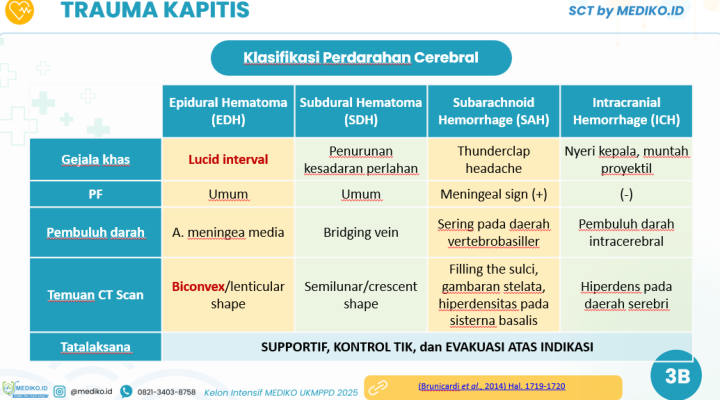 TRAUMA KAPITIS
SCT by MEDIKO.ID
Klasifikasi Perdarahan Cerebral
Epidural Hematoma
(EDH)
Subdural Hematoma
(SDH)
Subarachnoid
Hemorrhage (SAH)
Intracranial
Hemorrhage (ICH)
Gejala khas
Lucid interval
Penurunan
kesadaran perlahan
Thunderclap
headache
Nyeri kepala, muntah
proyektil
PF
Umum
Umum
Meningeal sign (+)
(-)
Pembuluh darah
A. meningea media
Bridging vein
Sering pada daerah
vertebrobasiller
Pembuluh darah
intracerebral
Temuan CT Scan
Biconvex/lenticular
shape
Semilunar/crescent
shape
Filling the sulci,
gambaran stelata,
hiperdensitas pada
sisterna basalis
Hiperdens pada
daerah serebri
Tatalaksana
SUPPORTIF, KONTROL TIK, dan EVAKUASI ATAS INDIKASI
3B
MEDIKO.ID
@mediko.id
0821-3403-8758
Kelon Intensif MEDIKO UKMPPD 2025
(Brunicardi et al., 2014) Hal. 1719-1720